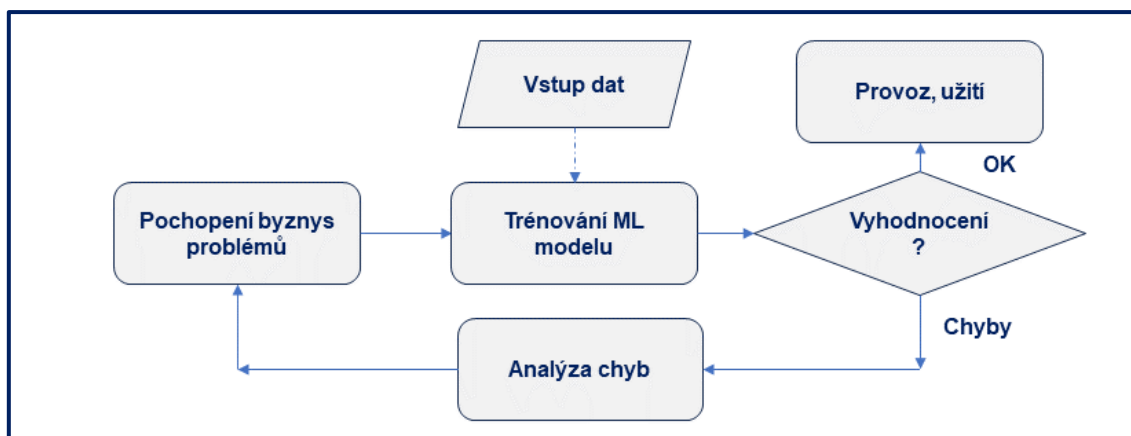 Vstup dat
Provoz, užití
OK
Pochopení byznys
problémů
Trénování ML
modelu
Vyhodnocení
?
Chyby
Analýza chyb